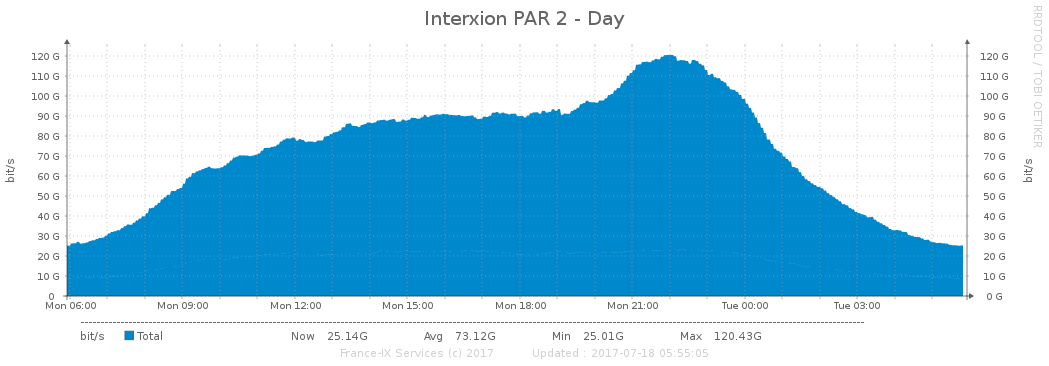 Interxion PAR 2 - Day
RRDTOOL / TOBI OETIKER
bit/s
120 G
110 G
100 G
90 G
80 G
70 G
60 G
50 G
40 G
30 G
20 G
10 G
0
120 G
110 G
100 G
90 G
80 G
70 G
60 G
50 G
40 G
30 G
20 G
10 G
0 G
bit/s
Mon 06:00 Mon 09:00 Mon 12:00 Mon 15:00 Mon 18:00 Mon 21:00 Tue 00:00 Tue 03:00
bit/s Total Now 25.14G Avg 73.12G Min 25.01G Max 120.43G
France-IX Services (c) 2017 Updated : 2017-07-18 05:55:05